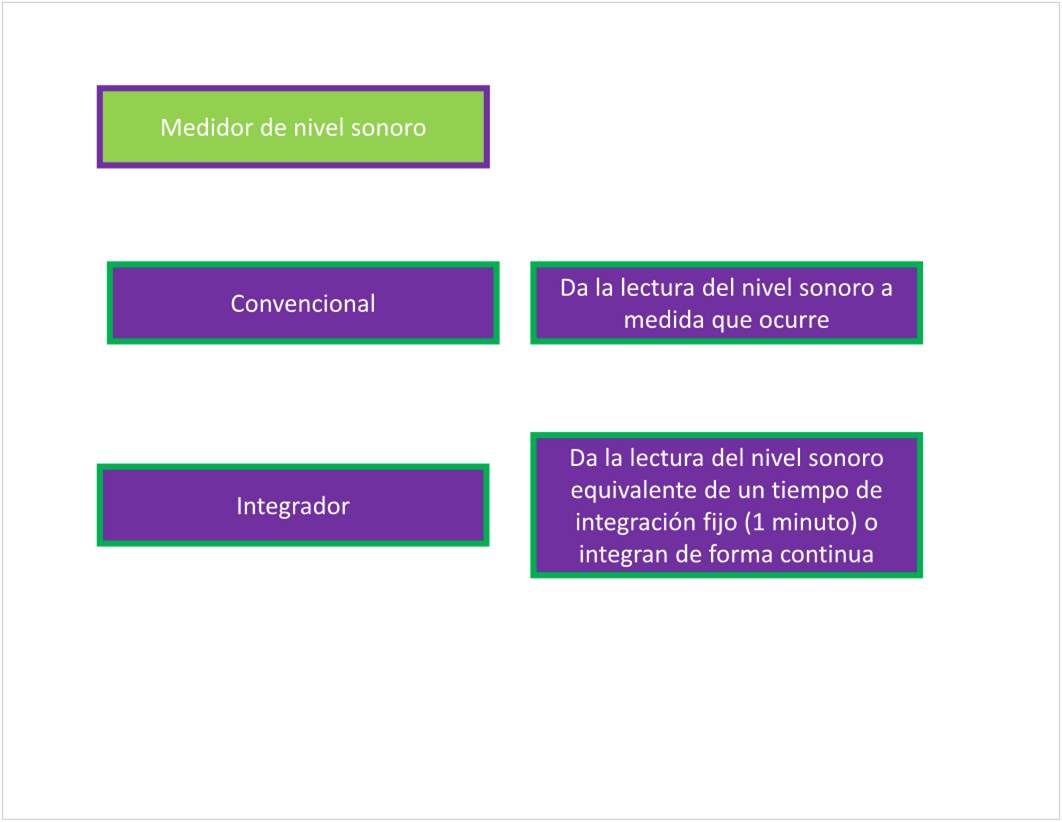 Medidor de nivel sonoro
Convencional
Da la lectura del nivel sonoro a
medida que ocurre
Integrador
Da la lectura del nivel sonoro
equivalente de un tiempo de
integración fijo (1 minuto) o
integran de forma continua